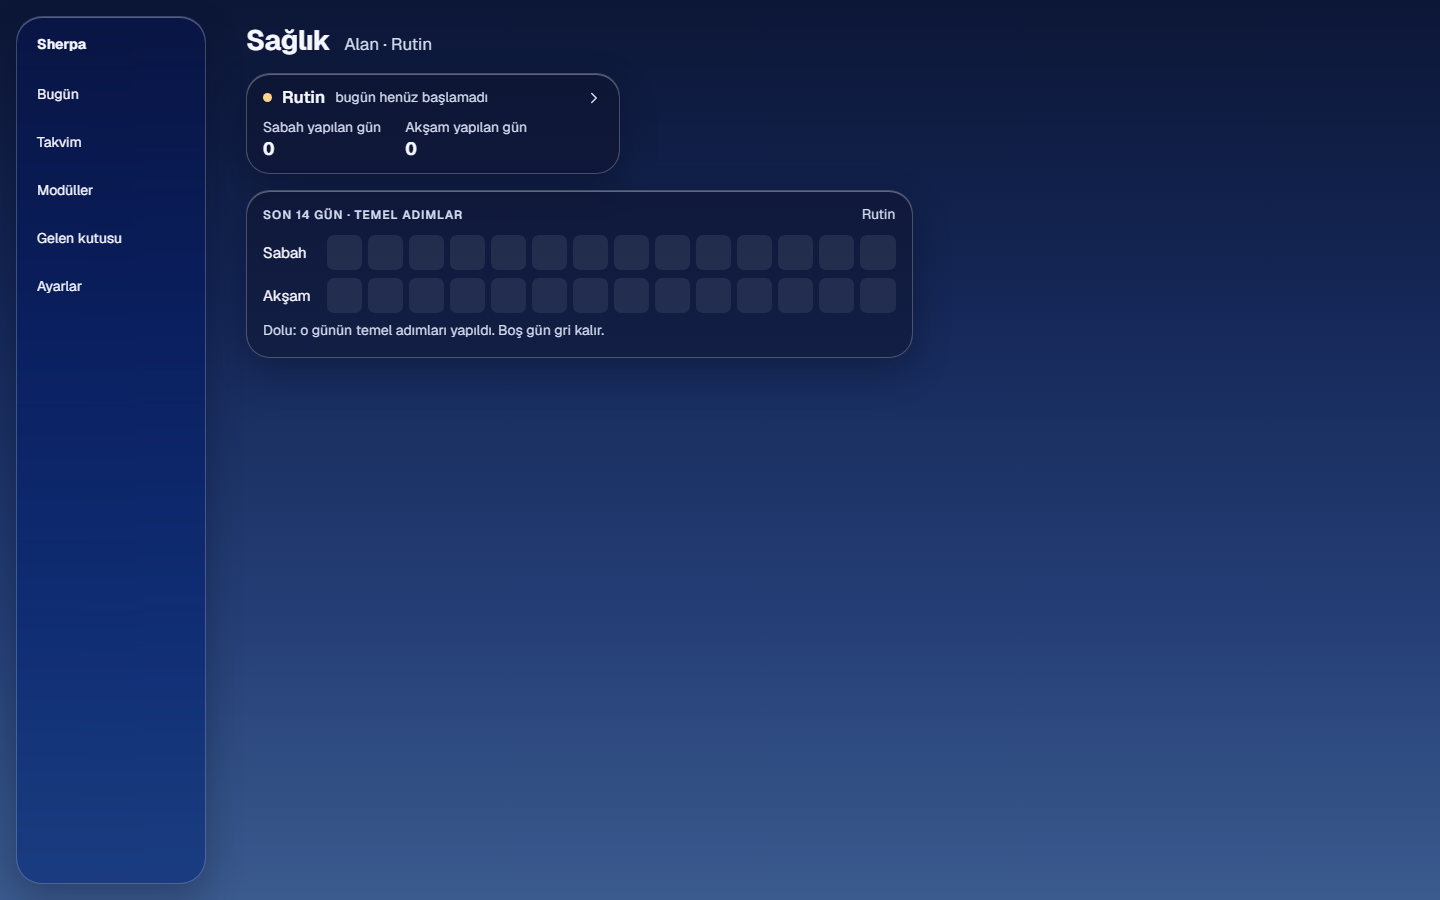 Sherpa
Bugün
Takvim
Modüller
Gelen kutusu
Ayarlar
Sağlık Alan · Rutin
Rutin bugün henüz başlamadı
Sabah yapılan gün Akşam yapılan gün
0 0
SON 14 GÜN · TEMEL ADIMLAR Rutin
Sabah
Akşam
Dolu: o günün temel adımları yapıldı. Boş gün gri kalır.